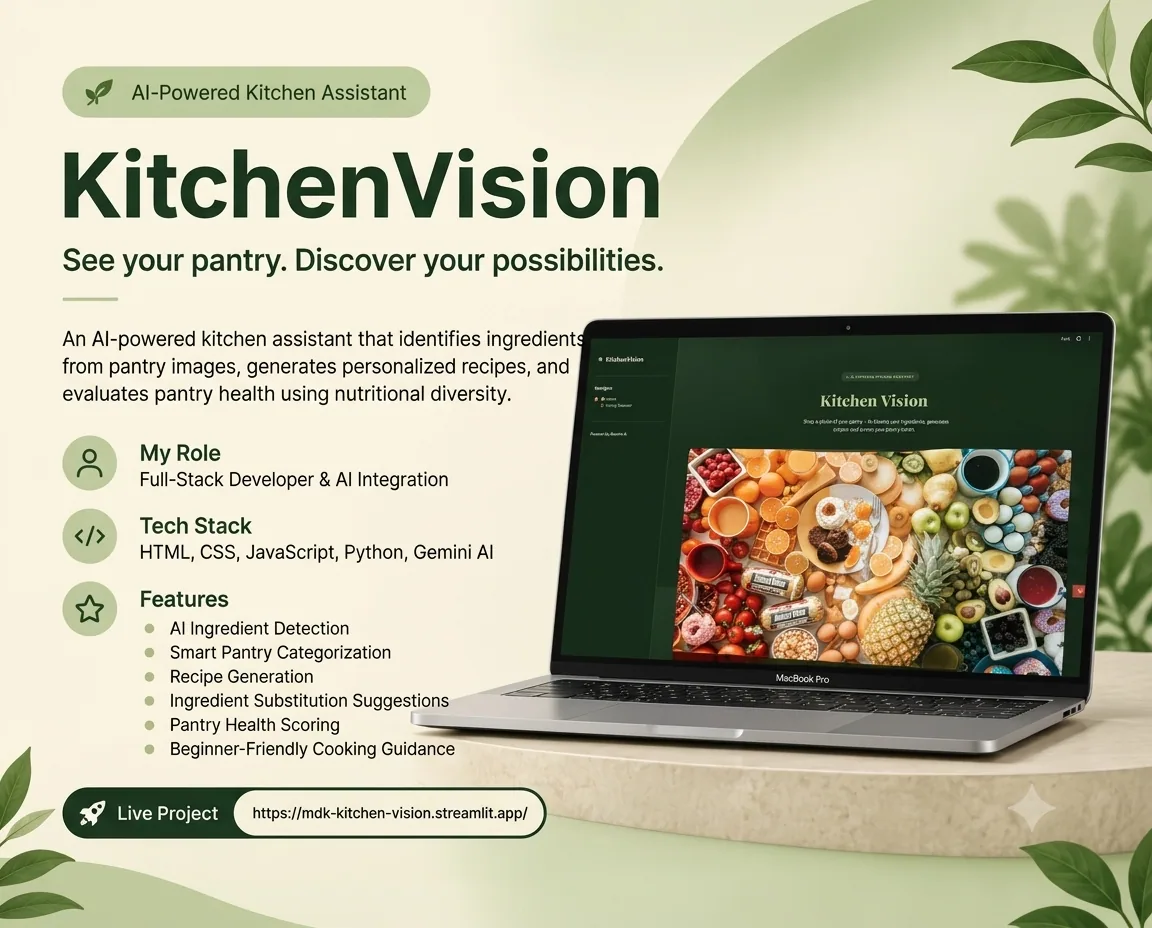 AI-Powered Kitchen Assistant
KitchenVision
See your pantry. Discover your possibilities.
An AI-powered kitchen assistant that identifies ingredients
from pantry images, generates personalized recipes, and
evaluates pantry health using nutritional diversity.
My Role
Full-Stack Developer & AI Integration
Tech Stack
HTML, CSS, JavaScript, Python, Gemini AI
Features
AI Ingredient Detection
Smart Pantry Categorization
Recipe Generation
Ingredient Substitution Suggestions
Pantry Health Scoring
Beginner-Friendly Cooking Guidance
Live Project
https://mdk-kitchen-vision.streamlit.app/
Kitchen Vision
MacBook Pro